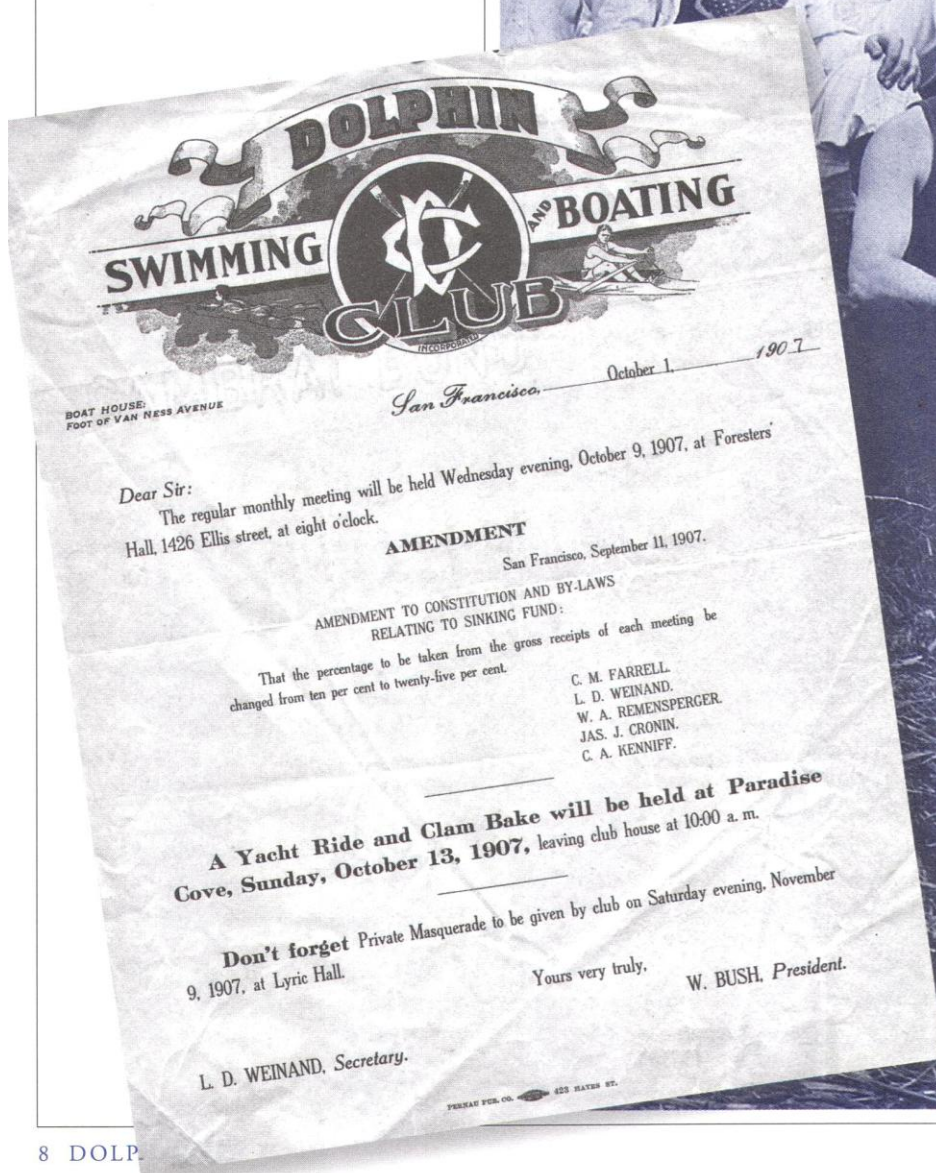 DOLPHIN
SWIMMING AND BOATING
CLUB
INCORPORATED
BOAT HOUSE:
FOOT OF VAN NESS AVENUE
San Francisco, October 1, 1907
Dear Sir:
The regular monthly meeting will be held Wednesday evening, October 9, 1907, at Foresters'
Hall, 1426 Ellis street, at eight o'clock.
AMENDMENT
San Francisco, September 11, 1907.
AMENDMENT TO CONSTITUTION AND BY-LAWS
RELATING TO SINKING FUND:
That the percentage to be taken from the gross receipts of each meeting be
changed from ten per cent to twenty-five per cent.
C. M. FARRELL.
L. D. WEINAND.
W. A. REMENSPERGER.
JAS. J. CRONIN.
C. A. KENNIFF.
A Yacht Ride and Clam Bake will be held at Paradise
Cove, Sunday, October 13, 1907, leaving club house at 10:00 a. m.
Don't forget Private Masquerade to be given by club on Saturday evening, November
9, 1907, at Lyric Hall.
Yours very truly,
W. BUSH, President.
L. D. WEINAND, Secretary.
PERNAU PUB. CO. 423 HAYES ST.
8 DOLP